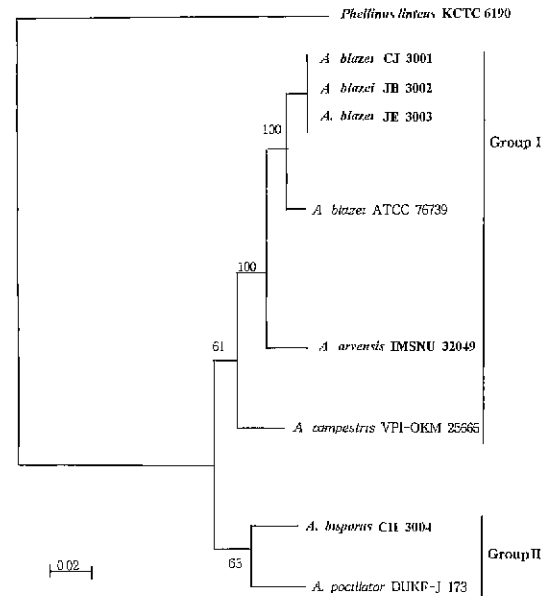 Phellinus linteus KCTC 6190
A blazei CJ 3001
A blazei JB 3002
A. blazei JE 3003
100
Group I
A blazei ATCC 76739
100
A arvensis IMSNU 32049
61
A campestris VPI-OKM 25665
A. bisporus CH 3004
63
Group II
0.02
A. pocillator DUKE-J 173